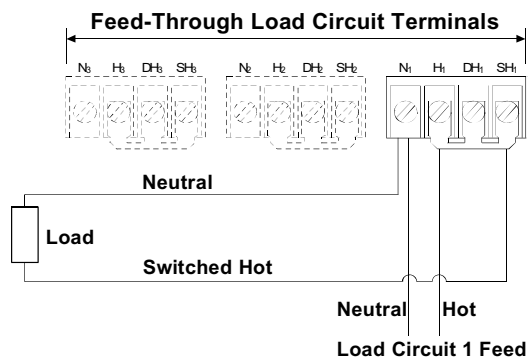 Feed-Through Load Circuit Terminals
N3 H3 DH3 SH3 N2 H2 DH2 SH2 N1 H1 DH1 SH1
Neutral
Load
Switched Hot
Neutral Hot
Load Circuit 1 Feed